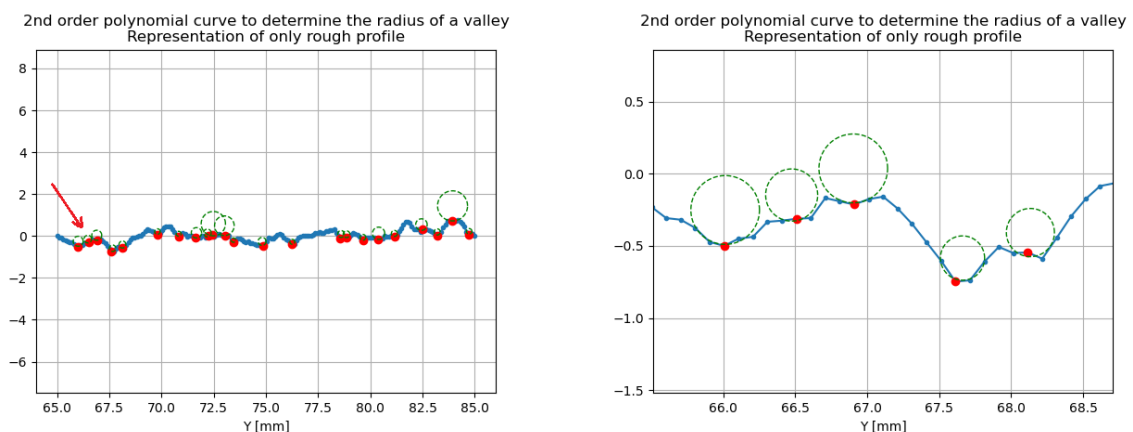 2nd order polynomial curve to determine the radius of a valley
Representation of only rough profile
8
6
4
2
0
−2
−4
−6
65.0 67.5 70.0 72.5 75.0 77.5 80.0 82.5 85.0
Y [mm]
2nd order polynomial curve to determine the radius of a valley
Representation of only rough profile
0.5
0.0
−0.5
−1.0
−1.5
66.0 66.5 67.0 67.5 68.0 68.5
Y [mm]